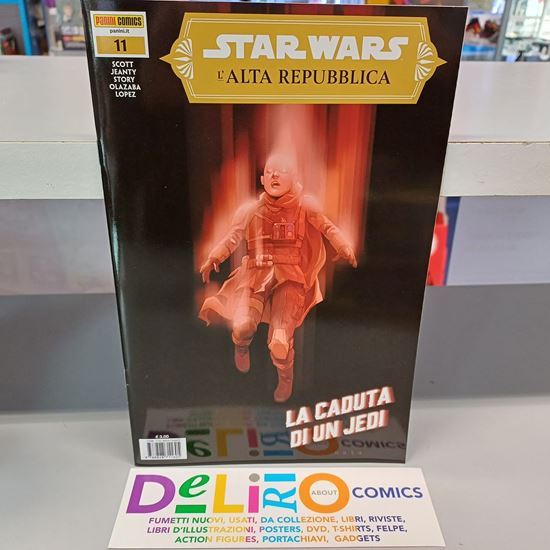 PANINI COMICS
panini.it
11
SCOTT
JEANTY
STORY
OLAZABA
LOPEZ
STAR WARS
L'ALTA REPUBBLICA
LA CADUTA
DI UN JEDI
€ 3,00
DeLiRiO ABOUT COMICS
FUMETTI NUOVI, USATI, DA COLLEZIONE, LIBRI, RIVISTE,
LIBRI D'ILLUSTRAZIONI, POSTERS, DVD, T-SHIRTS, FELPE,
ACTION FIGURES, PORTACHIAVI, GADGETS